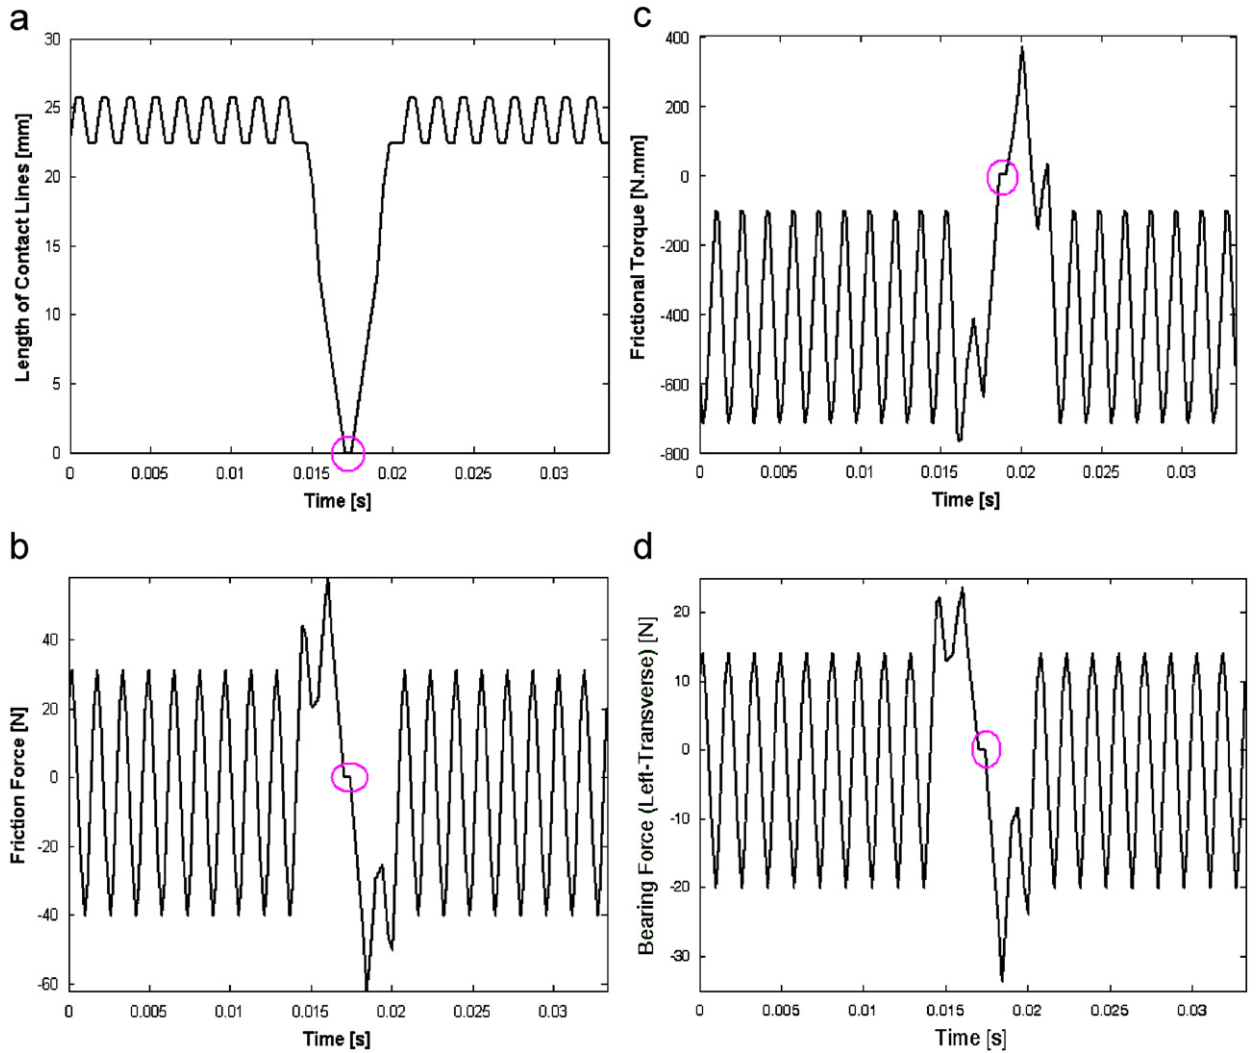 a
30
25
20
15
10
5
0
Length of Contact Lines [mm]
0 0.005 0.01 0.015 0.02 0.025 0.03
Time [s]
b
40
20
0
-20
-40
-60
Friction Force [N]
0 0.005 0.01 0.015 0.02 0.025 0.03
Time [s]
c
400
200
0
-200
-400
-600
-800
Frictional Torque [N.mm]
0 0.005 0.01 0.015 0.02 0.025 0.03
Time [s]
d
20
10
0
-10
-20
-30
Bearing Force (Left-Transverse) [N]
0 0.005 0.01 0.015 0.02 0.025 0.03
Time [s]